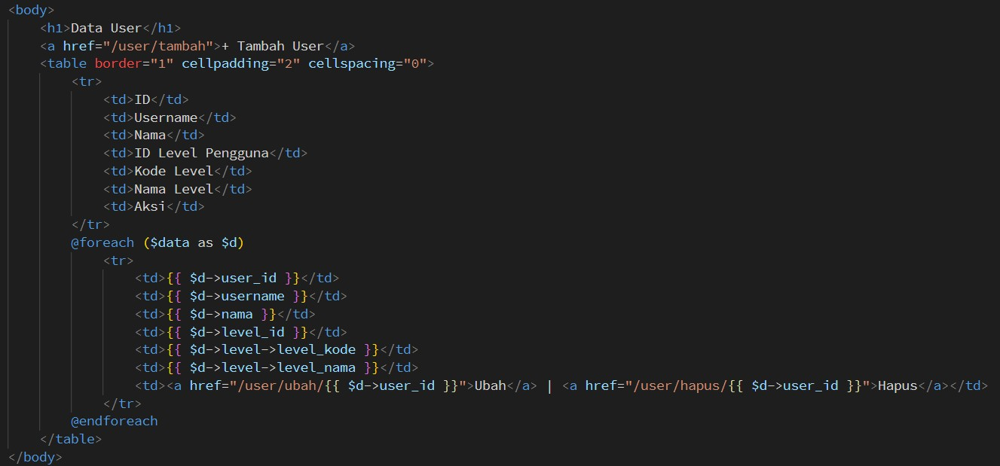 <body>
<h1>Data User</h1>
<a href="/user/tambah">+ Tambah User</a>
<table border="1" cellpadding="2" cellspacing="0">
<tr>
<td>ID</td>
<td>Username</td>
<td>Nama</td>
<td>ID Level Pengguna</td>
<td>Kode Level</td>
<td>Nama Level</td>
<td>Aksi</td>
</tr>
@foreach ($data as $d)
<tr>
<td>{{ $d->user_id }}</td>
<td>{{ $d->username }}</td>
<td>{{ $d->nama }}</td>
<td>{{ $d->level_id }}</td>
<td>{{ $d->level->level_kode }}</td>
<td>{{ $d->level->level_nama }}</td>
<td><a href="/user/ubah/{{ $d->user_id }}">Ubah</a> | <a href="/user/hapus/{{ $d->user_id }}">Hapus</a></td>
</tr>
@endforeach
</table>
</body>